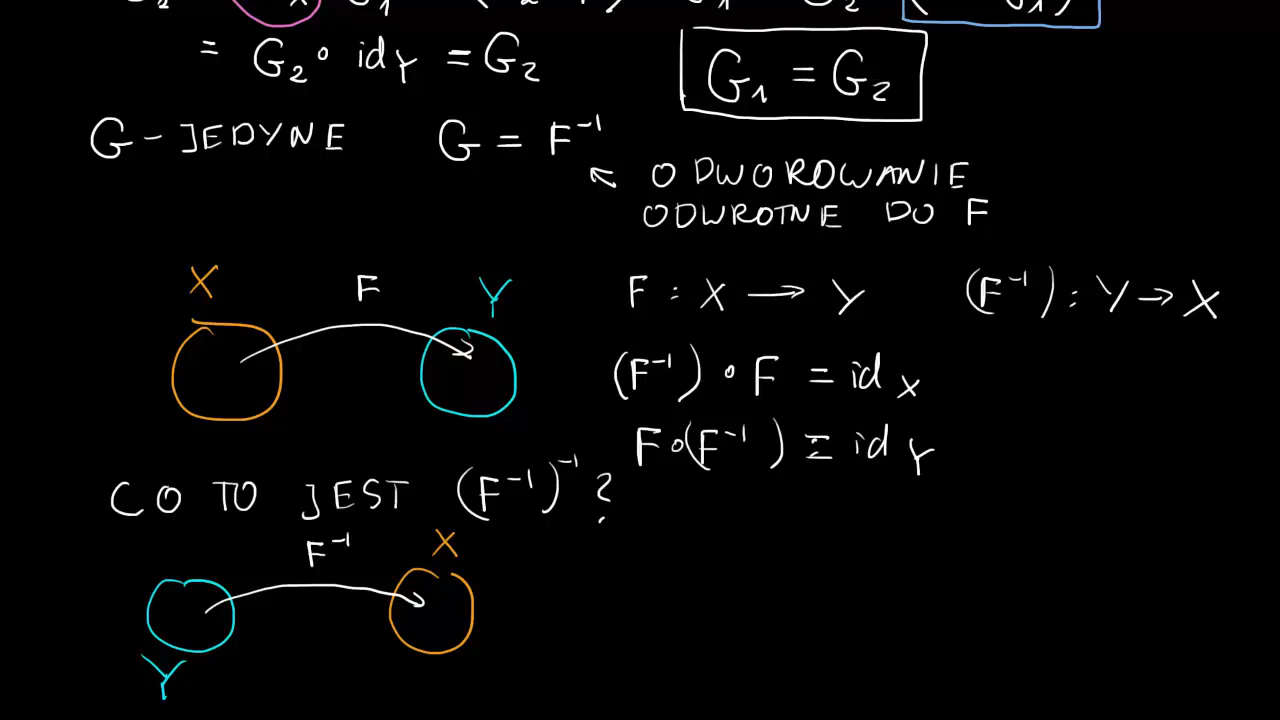 = G₂ ∘ id_Y = G₂
G₁ = G₂
G – JEDYNE G = F⁻¹
↖ ODWOROWANIE
ODWROTNE DO F
X F Y
F : X → Y (F⁻¹) : Y → X
(F⁻¹) ∘ F = id_X
F∘(F⁻¹) = id_Y
CO TO JEST (F⁻¹)⁻¹ ?
F⁻¹ X
Y